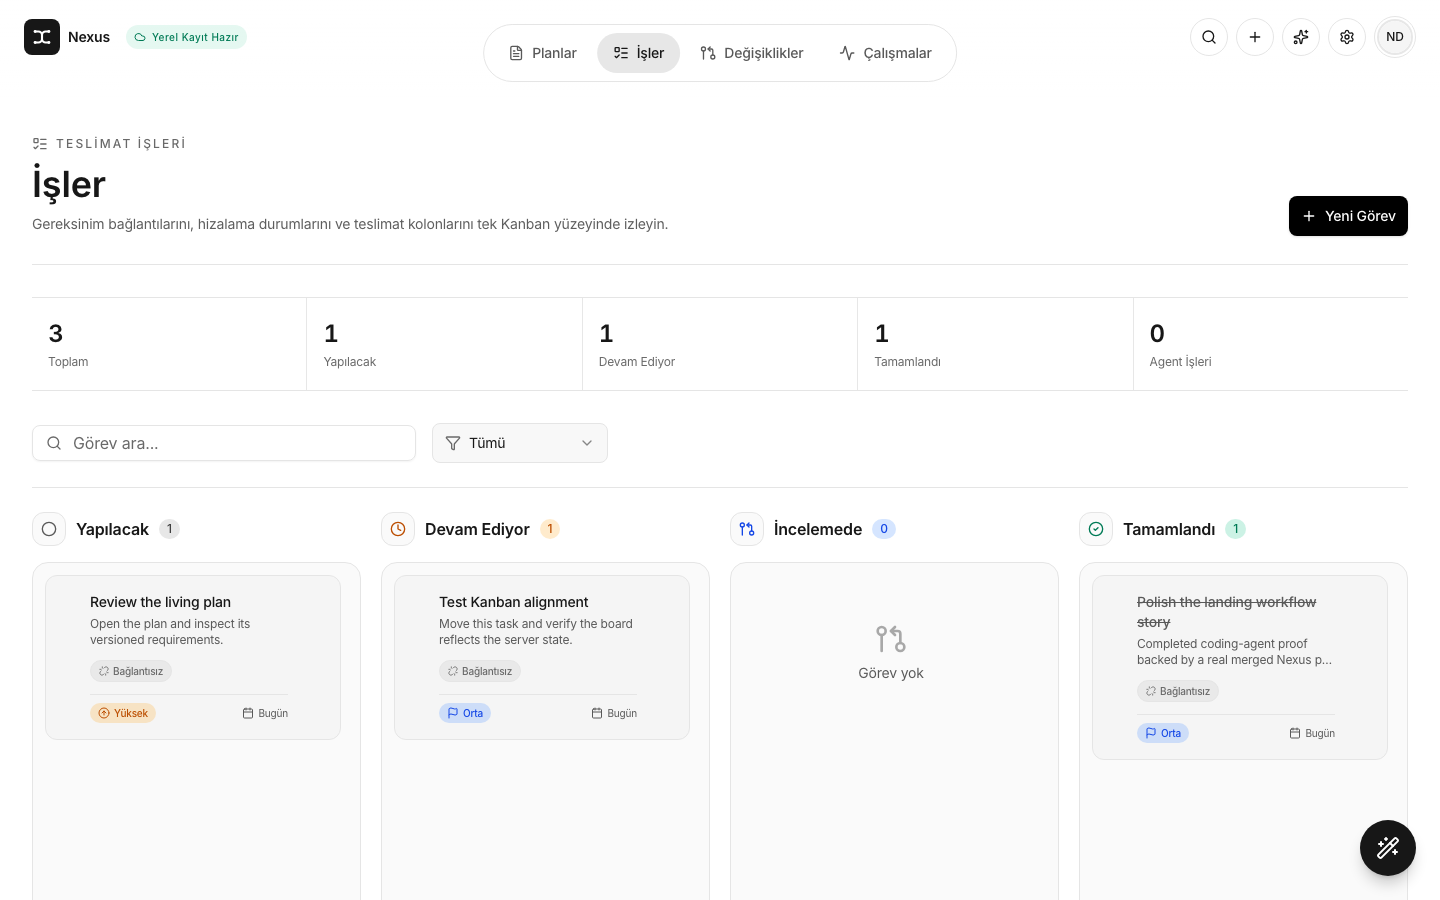 Nexus
Yerel Kayıt Hazır
Planlar
İşler
Değişiklikler
Çalışmalar
ND
TESLİMAT İŞLERİ
İşler
Gereksinim bağlantılarını, hizalama durumlarını ve teslimat kolonlarını tek Kanban yüzeyinde izleyin.
Yeni Görev
3
Toplam
1
Yapılacak
1
Devam Ediyor
1
Tamamlandı
0
Agent İşleri
Görev ara...
Tümü
Yapılacak 1
Review the living plan
Open the plan and inspect its
versioned requirements.
Bağlantısız
Yüksek
Bugün
Devam Ediyor 1
Test Kanban alignment
Move this task and verify the board
reflects the server state.
Bağlantısız
Orta
Bugün
İncelemede 0
Görev yok
Tamamlandı 1
Polish the landing workflow
story
Completed coding-agent proof
backed by a real merged Nexus p...
Bağlantısız
Orta
Bugün